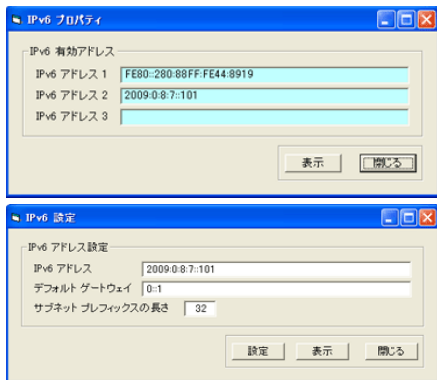 IPv6 プロパティ
IPv6 有効アドレス
IPv6 アドレス 1 FE80::280:88FF:FE44:8919
IPv6 アドレス 2 2009:0:8:7::101
IPv6 アドレス 3
表示 閉じる
IPv6 設定
IPv6 アドレス設定
IPv6 アドレス 2009:0:8:7::101
デフォルト ゲートウェイ 0::1
サブネット プレフィックスの長さ 32
設定 表示 閉じる